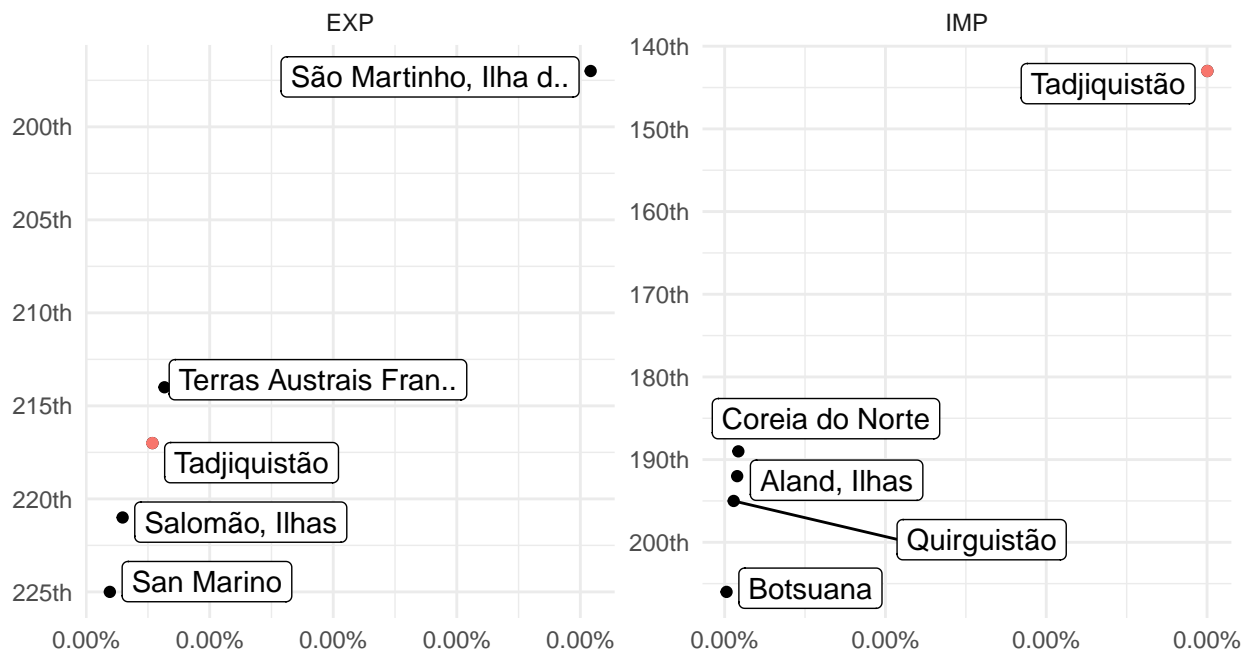 EXP
São Martinho, Ilha d..
200th
205th
210th
Terras Austrais Fran..
215th
Tadjiquistão
220th
Salomão, Ilhas
San Marino
225th
0.00%
0.00%
0.00%
0.00%
0.00%
IMP
140th
Tadjiquistão
150th
160th
170th
180th
Coreia do Norte
190th
Aland, Ilhas
200th
Quirguistão
Botsuana
0.00%
0.00%
0.00%
0.00%